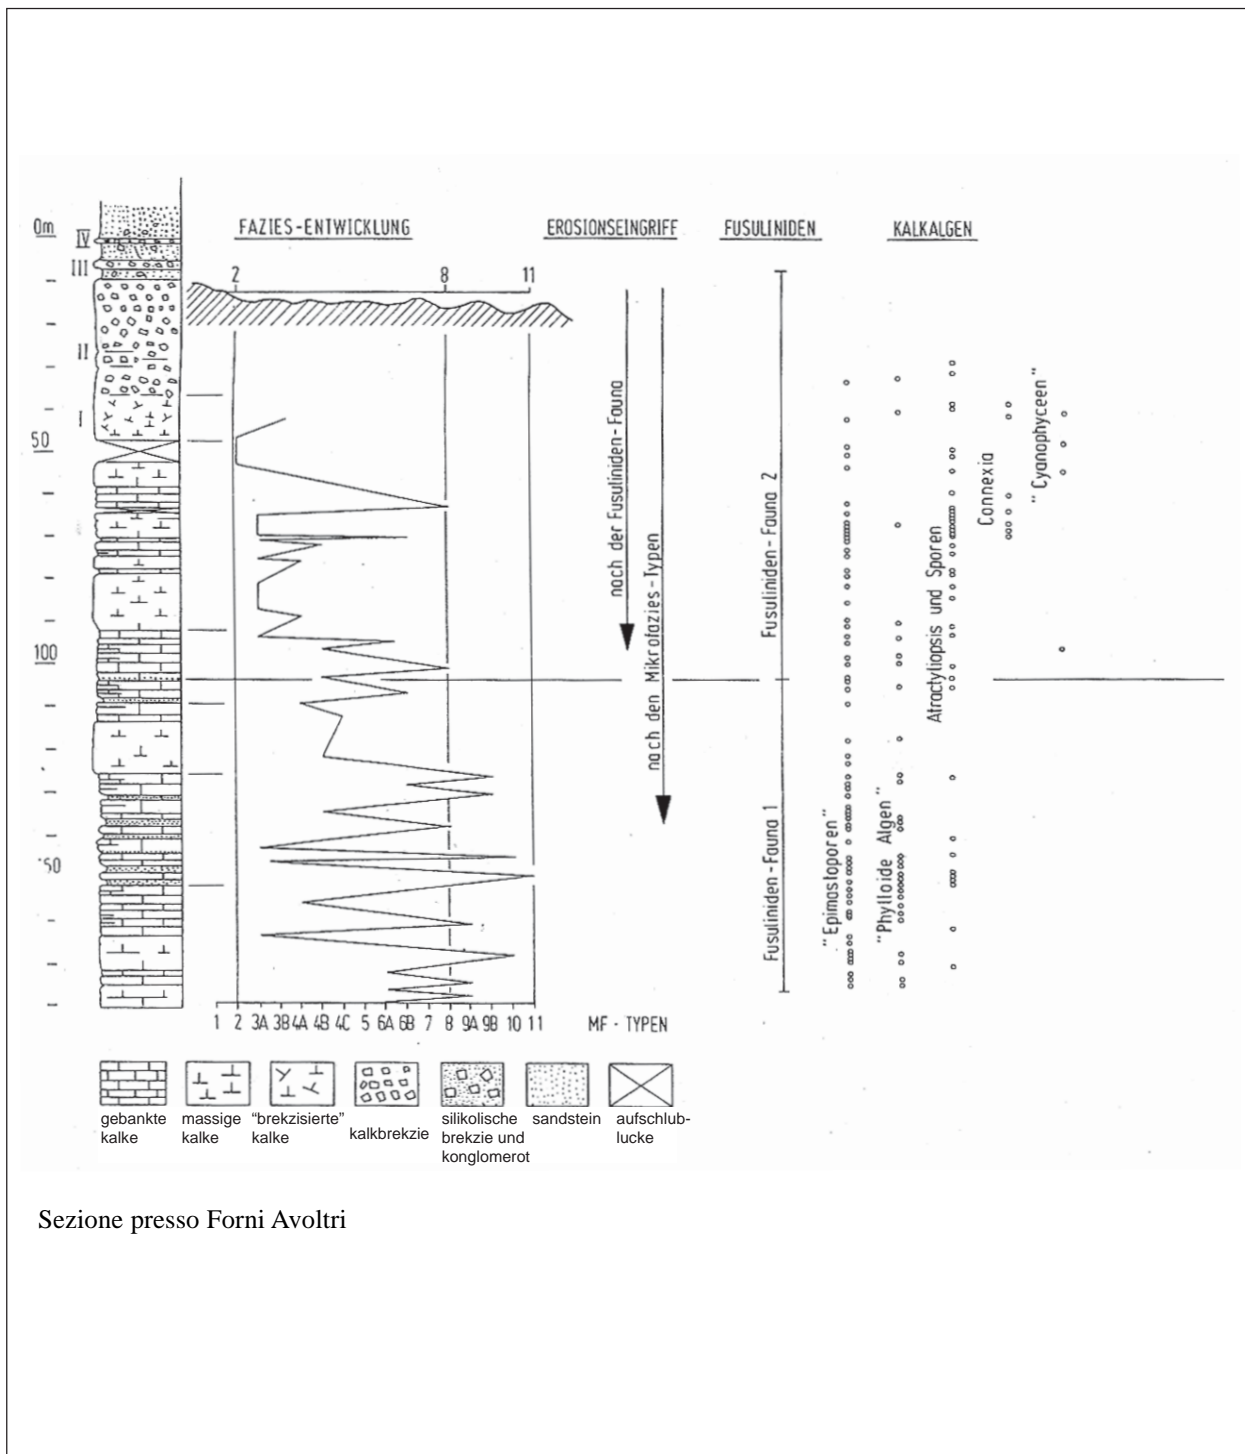 FAZIES-ENTWICKLUNG
EROSIONSEINGRIFF
FUSULINIDEN
KALKALGEN
0m
IV
III
II
I
50
100
50
2
8
11
nach der Fusuliniden-Fauna
nach den Mikrofazies-Typen
Fusuliniden-Fauna 2
Fusuliniden-Fauna 1
"Epimastoporen"
"Phylloide Algen"
Atractyliopsis und Sporen
Connexia
"Cyanophyceen"
1 2 3A 3B 4A 4B 4C 5 6A 6B 7 8 9A 9B 10 11 MF - TYPEN
gebankte
kalke
massige
kalke
“brekzisierte”
kalke
kalkbrekzie
silikolische
brekzie und
konglomerot
sandstein
aufschlub-
lucke
Sezione presso Forni Avoltri